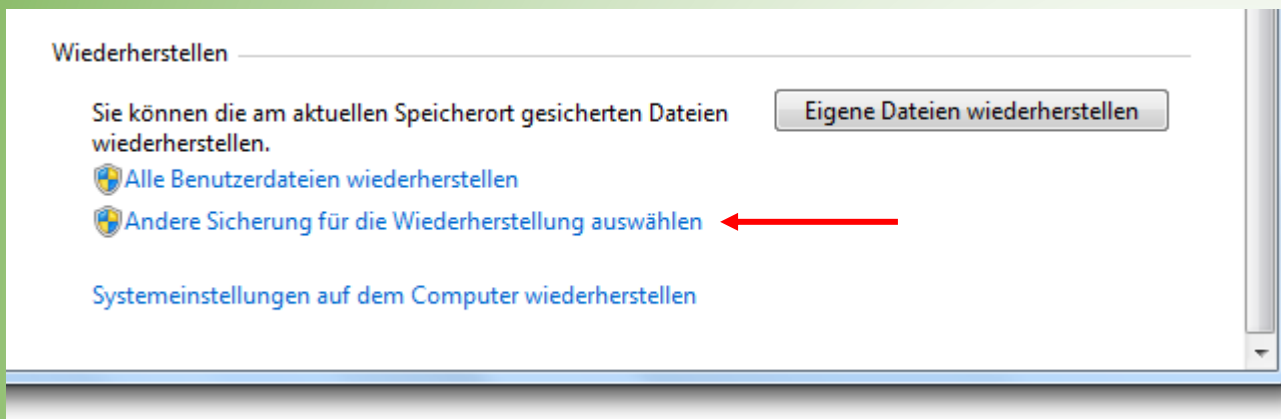 Wiederherstellen
Sie können die am aktuellen Speicherort gesicherten Dateien
wiederherstellen.
Eigene Dateien wiederherstellen
Alle Benutzerdateien wiederherstellen
Andere Sicherung für die Wiederherstellung auswählen
Systemeinstellungen auf dem Computer wiederherstellen